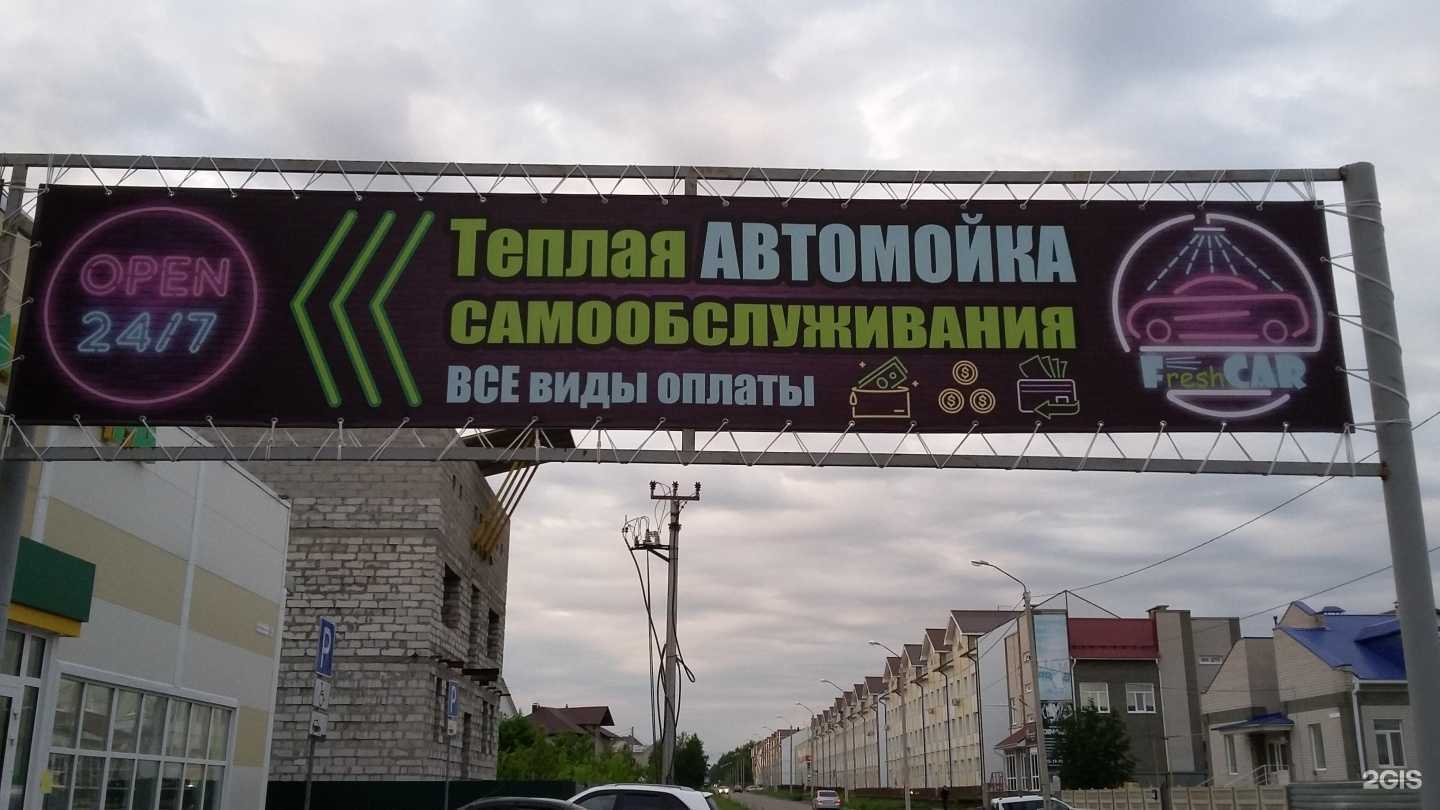 OPEN
24/7
Теплая АВТОМОЙКА
САМООБСЛУЖИВАНИЯ
ВСЕ ВИДЫ ОПЛАТЫ
FreshCAR
P
P
2GIS